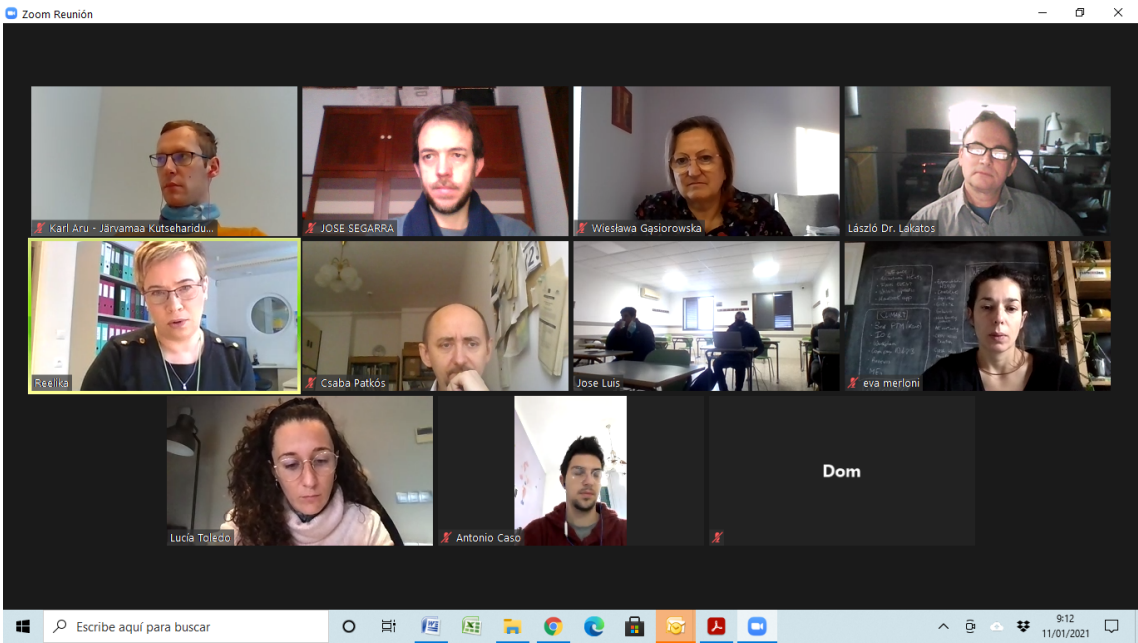 Zoom Reunión
Karl Aru - Järvamaa Kutseharidu...
JOSE SEGARRA
Wiesława Gąsiorowska
László Dr. Lakatos
Reelika
Csaba Patkós
Jose Luis
eva merloni
Lucía Toledo
Antonio Caso
Dom
Escribe aquí para buscar
9:12
11/01/2021